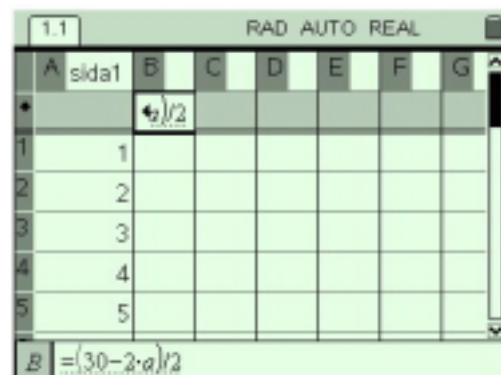 1.1 RAD AUTO REAL
A sida1 B C D E F G
◆ a)/2
1 1
2 2
3 3
4 4
5 5
B =(30-2·a)/2